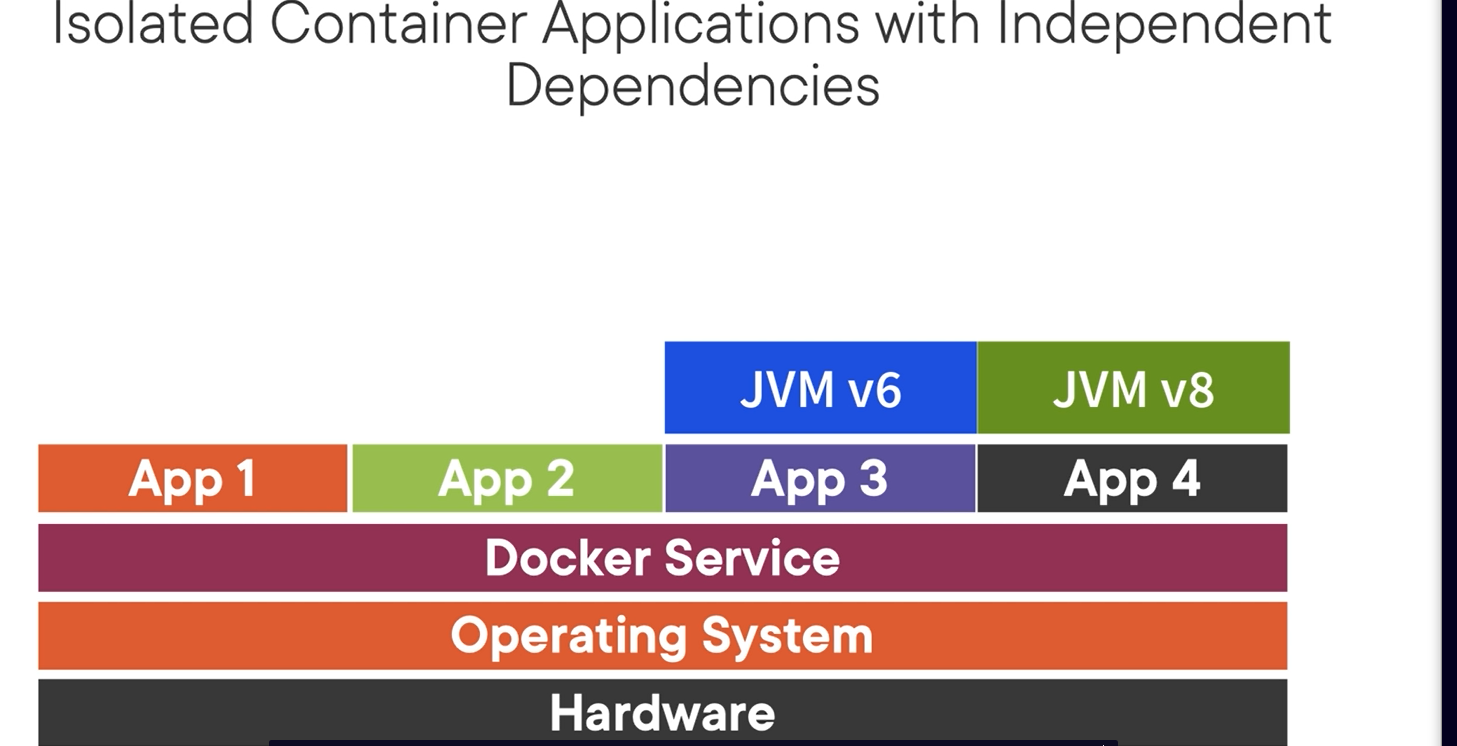 Isolated Container Applications with Independent
Dependencies
JVM v6
JVM v8
App 1
App 2
App 3
App 4
Docker Service
Operating System
Hardware